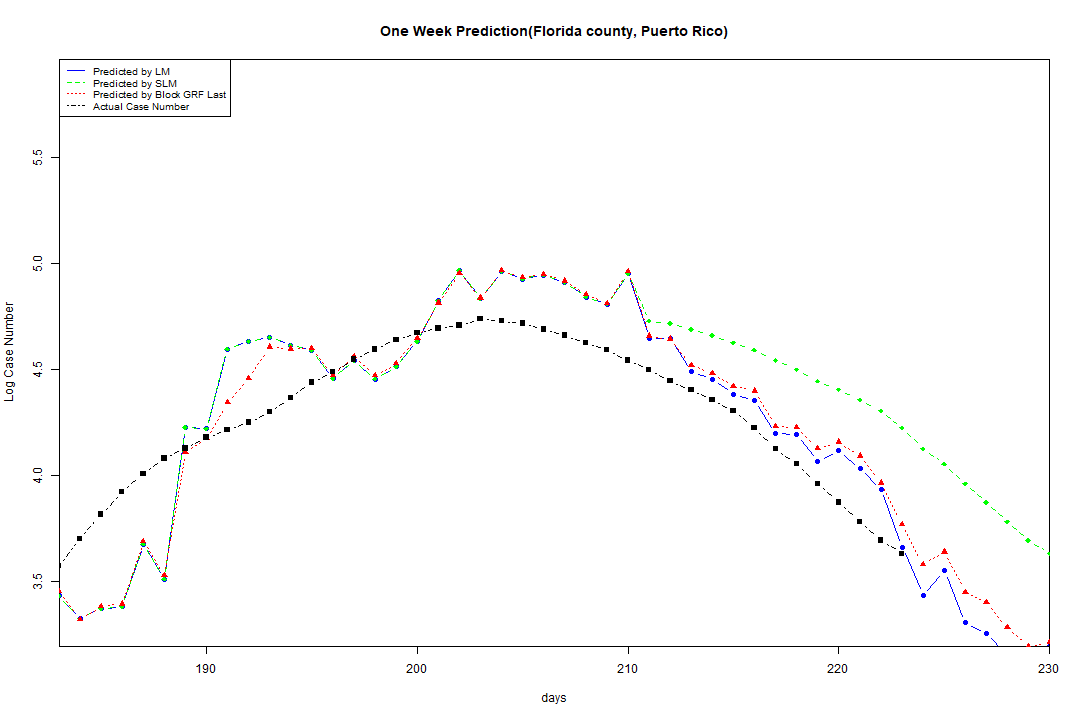 One Week Prediction(Florida county, Puerto Rico)
Predicted by LM
Predicted by SLM
Predicted by Block GRF Last
Actual Case Number
5.5
5.0
4.5
4.0
3.5
Log Case Number
190 200 210 220 230
days